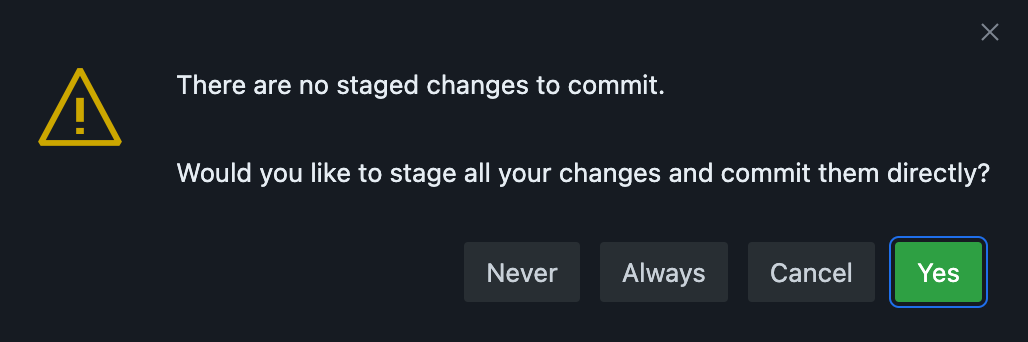 There are no staged changes to commit.
Would you like to stage all your changes and commit them directly?
Never
Always
Cancel
Yes